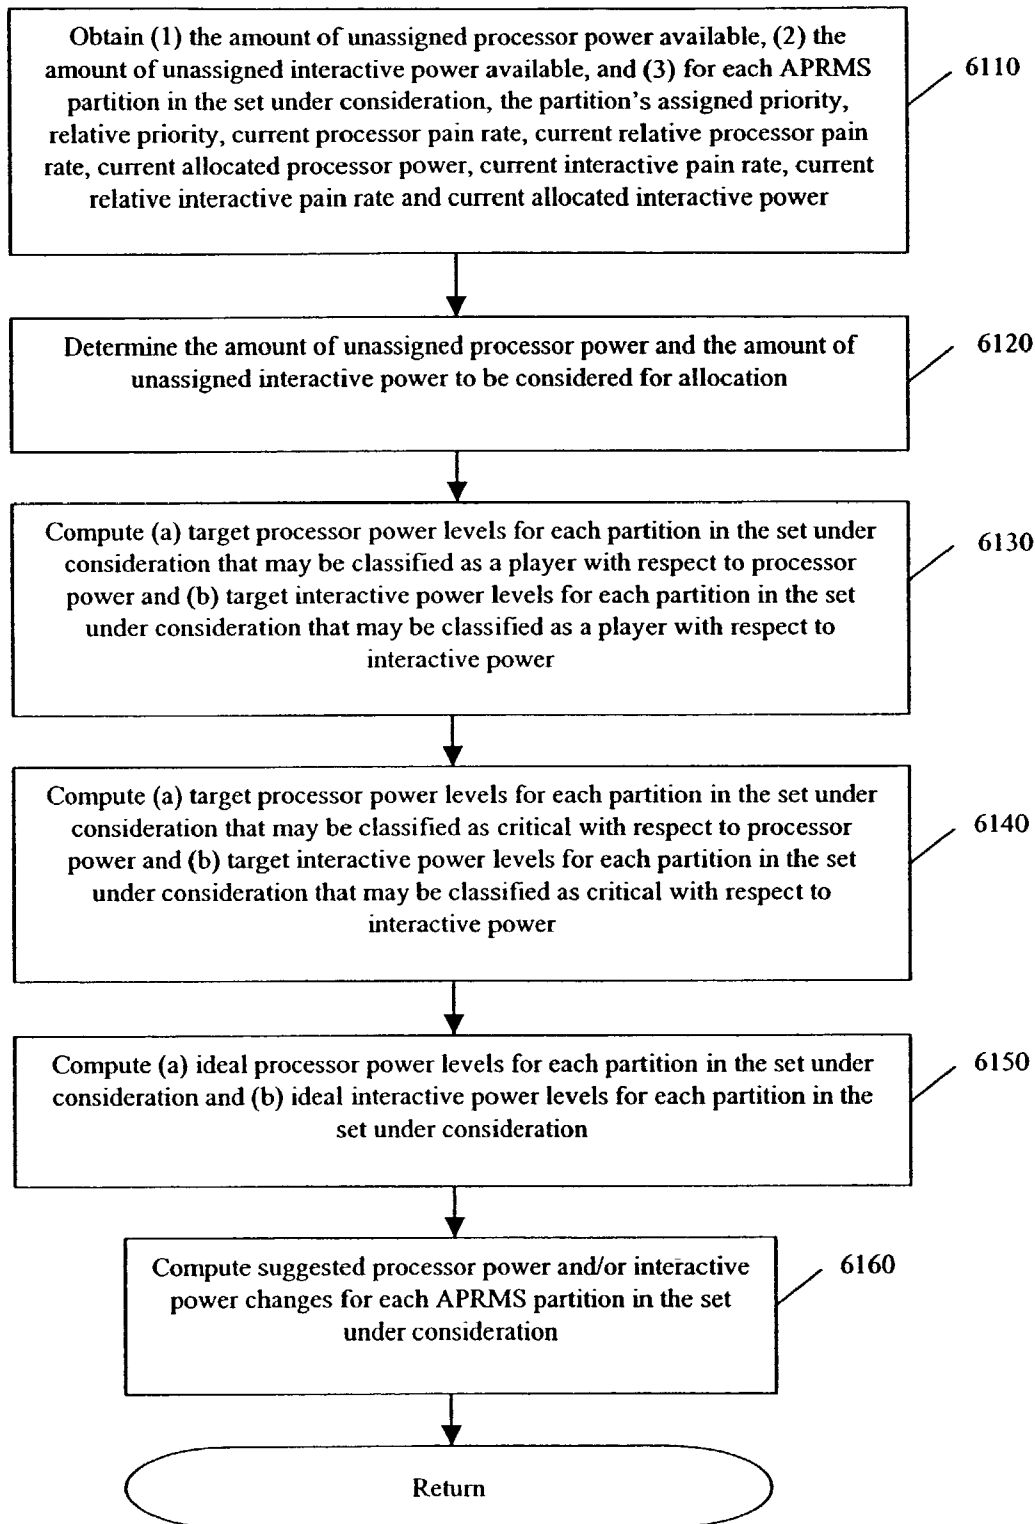 Obtain (1) the amount of unassigned processor power available, (2) the
amount of unassigned interactive power available, and (3) for each APRMS
partition in the set under consideration, the partition's assigned priority,
relative priority, current processor pain rate, current relative processor pain
rate, current allocated processor power, current interactive pain rate, current
relative interactive pain rate and current allocated interactive power
6110
Determine the amount of unassigned processor power and the amount of
unassigned interactive power to be considered for allocation
6120
Compute (a) target processor power levels for each partition in the set under
consideration that may be classified as a player with respect to processor
power and (b) target interactive power levels for each partition in the set
under consideration that may be classified as a player with respect to
interactive power
6130
Compute (a) target processor power levels for each partition in the set under
consideration that may be classified as critical with respect to processor
power and (b) target interactive power levels for each partition in the set
under consideration that may be classified as critical with respect to
interactive power
6140
Compute (a) ideal processor power levels for each partition in the set under
consideration and (b) ideal interactive power levels for each partition in the
set under consideration
6150
Compute suggested processor power and/or interactive
power changes for each APRMS partition in the set
under consideration
6160
Return